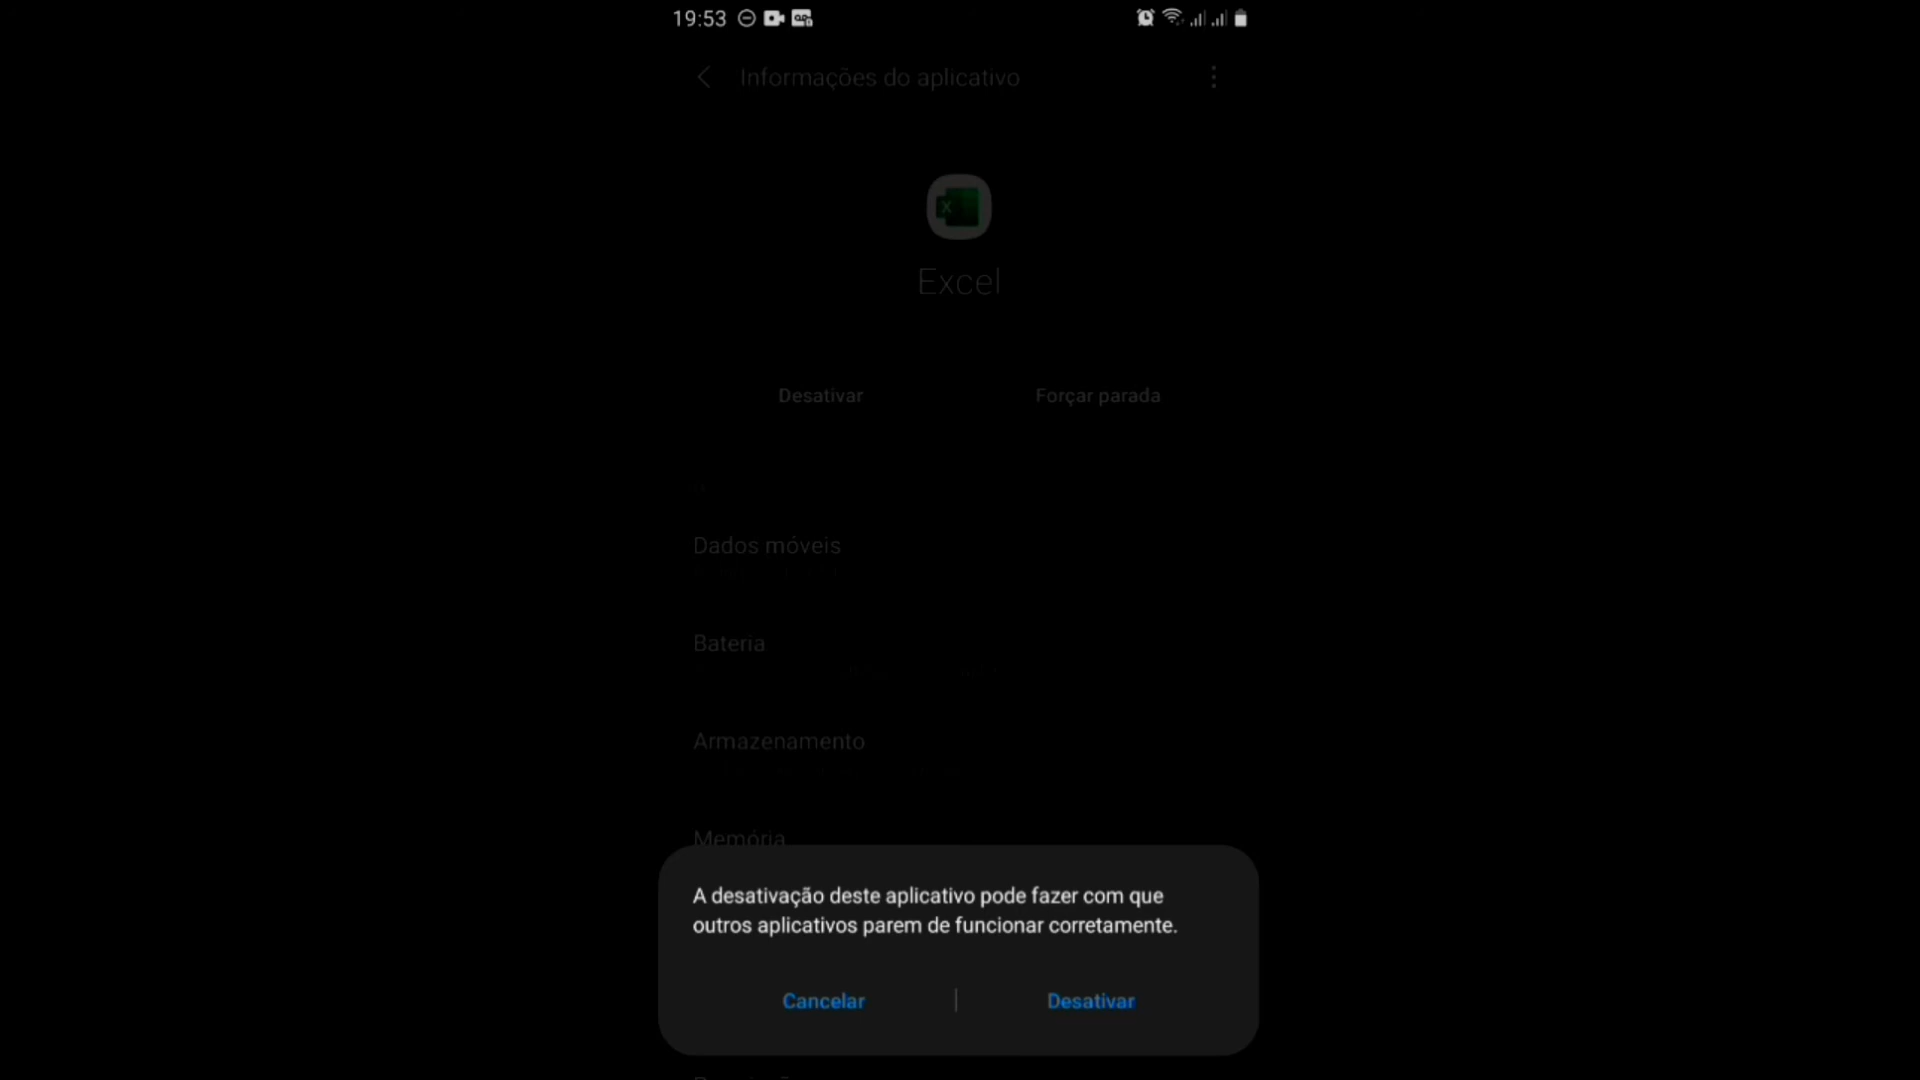 19:53
Informações do aplicativo
Excel
Desativar
Forçar parada
Dados móveis
Bateria
Armazenamento
Memória
A desativação deste aplicativo pode fazer com que
outros aplicativos parem de funcionar corretamente.
Cancelar
Desativar